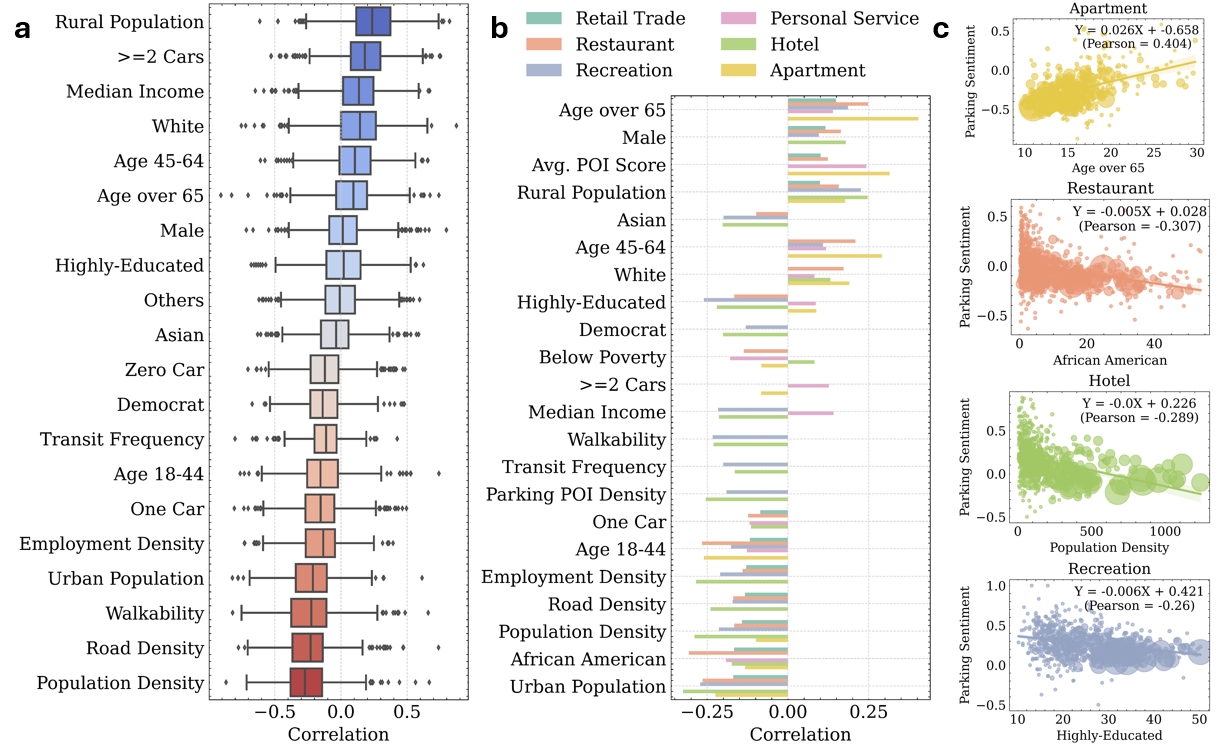 a
Rural Population
>=2 Cars
Median Income
White
Age 45-64
Age over 65
Male
Highly-Educated
Others
Asian
Zero Car
Democrat
Transit Frequency
Age 18-44
One Car
Employment Density
Urban Population
Walkability
Road Density
Population Density
−0.5 0.0 0.5
Correlation
b
Retail Trade
Restaurant
Recreation
Personal Service
Hotel
Apartment
Age over 65
Male
Avg. POI Score
Rural Population
Asian
Age 45-64
White
Highly-Educated
Democrat
Below Poverty
>=2 Cars
Median Income
Walkability
Transit Frequency
Parking POI Density
One Car
Age 18-44
Employment Density
Road Density
Population Density
African American
Urban Population
−0.25 0.00 0.25
Correlation
c
Apartment
Y = 0.026X + -0.658
(Pearson = 0.404)
Parking Sentiment
0.5
0.0
−0.5
10 15 20 25 30
Age over 65
Restaurant
Y = -0.005X + 0.028
(Pearson = -0.307)
Parking Sentiment
0.5
0.0
−0.5
0 20 40
African American
Hotel
Y = -0.0X + 0.226
(Pearson = -0.289)
Parking Sentiment
0.5
0.0
−0.5
0 500 1000
Population Density
Recreation
Y = -0.006X + 0.421
(Pearson = -0.26)
Parking Sentiment
1.0
0.5
0.0
−0.5
10 20 30 40 50
Highly-Educated